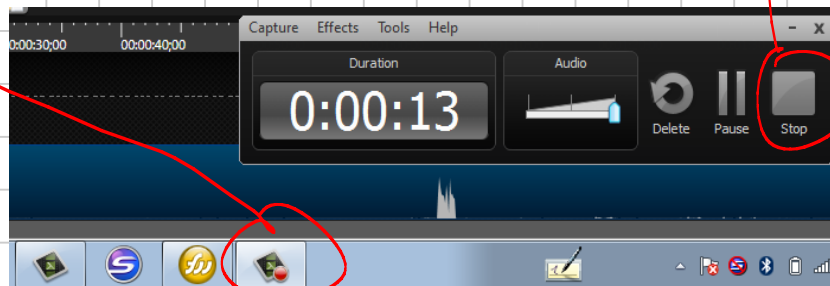 Capture Effects Tools Help
0:00:30;00 00:00:40;00
Duration
Audio
0:00:13
Delete Pause Stop